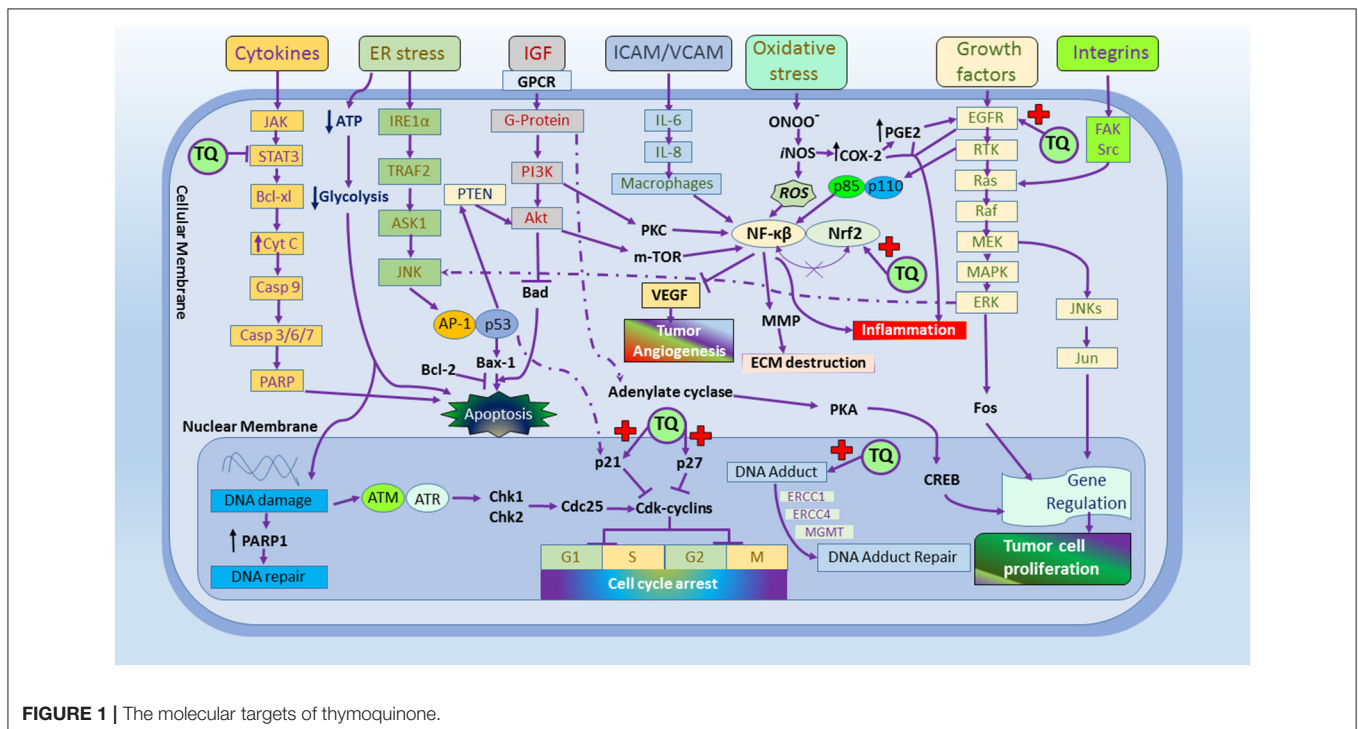 Cytokines
ER stress
IGF
GPCR
ICAM/VCAM
Oxidative
stress
Growth
factors
Integrins
JAK
TQ
STAT3
Bcl-xl
Cyt C
Casp 9
Casp 3/6/7
PARP
ATP
Glycolysis
IRE1α
TRAF2
ASK1
JNK
AP-1
p53
PTEN
G-Protein
PI3K
Akt
Bad
Bcl-2
Bax-1
Apoptosis
IL-6
IL-8
Macrophages
PKC
m-TOR
ONOO⁻
iNOS
COX-2
PGE2
ROS
p85
p110
NF-κβ
Nrf2
TQ
VEGF
Tumor
Angiogenesis
MMP
ECM destruction
Inflammation
EGFR
TQ
RTK
Ras
Raf
MEK
MAPK
ERK
FAK
Src
JNKs
Jun
Fos
Adenylate cyclase
PKA
CREB
Cellular Membrane
Nuclear Membrane
DNA damage
PARP1
DNA repair
ATM
ATR
Chk1
Chk2
Cdc25
Cdk-cyclins
p21
TQ
p27
G1 S G2 M
Cell cycle arrest
DNA Adduct
TQ
ERCC1
ERCC4
MGMT
DNA Adduct Repair
Gene
Regulation
Tumor cell
proliferation
FIGURE 1 | The molecular targets of thymoquinone.